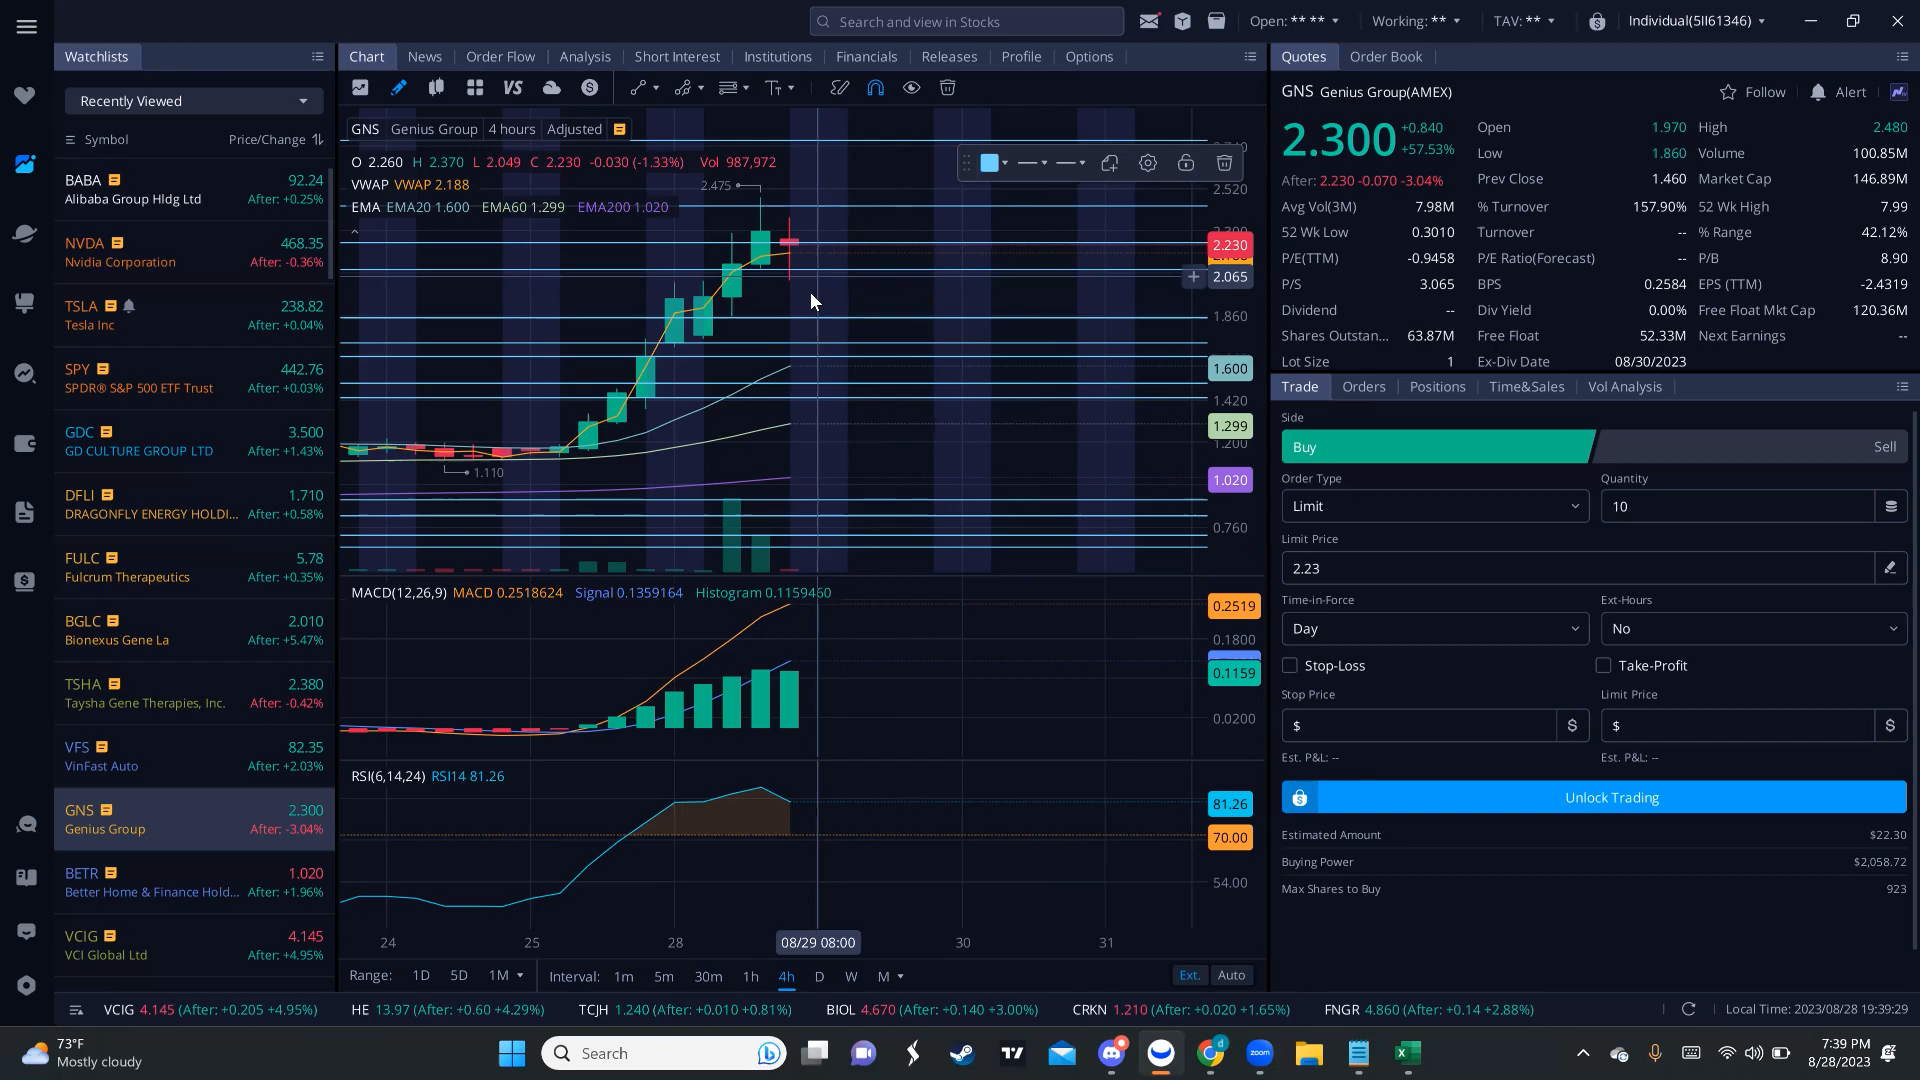 Search and view in Stocks
Open: ** **
Working: **
TAV: **
Individual(5II61346)
Watchlists
Recently Viewed
Symbol Price/Change
BABA 92.24
Alibaba Group Hldg Ltd After: +0.25%
NVDA 468.35
Nvidia Corporation After: -0.36%
TSLA 238.82
Tesla Inc After: +0.04%
SPY 442.76
SPDR® S&P 500 ETF Trust After: +0.03%
GDC 3.500
GD CULTURE GROUP LTD After: +1.43%
DFLI 1.710
DRAGONFLY ENERGY HOLDI... After: +0.58%
FULC 5.78
Fulcrum Therapeutics After: +0.35%
BGLC 2.010
Bionexus Gene La After: +5.47%
TSHA 2.380
Taysha Gene Therapies, Inc. After: -0.42%
VFS 82.35
VinFast Auto After: +2.03%
GNS 2.300
Genius Group After: -3.04%
BETR 1.020
Better Home & Finance Hold... After: +1.96%
VCIG 4.145
VCI Global Ltd After: +4.95%
Chart News Order Flow Analysis Short Interest Institutions Financials Releases Profile Options
VS
GNS Genius Group 4 hours Adjusted
O 2.260 H 2.370 L 2.049 C 2.230 -0.030 (-1.33%) Vol 987,972
VWAP VWAP 2.188
EMA EMA20 1.600 EMA60 1.299 EMA200 1.020
2.475
1.110
2.520
2.230
2.065
1.860
1.600
1.420
1.299
1.200
1.020
0.760
MACD(12,26,9) MACD 0.2518624 Signal 0.1359164 Histogram 0.1159460
0.2519
0.1800
0.1159
0.0200
RSI(6,14,24) RSI14 81.26
81.26
70.00
54.00
24 25 28 08/29 08:00 30 31
Range: 1D 5D 1M Interval: 1m 5m 30m 1h 4h D W M Ext. Auto
Quotes Order Book
GNS Genius Group(AMEX) Follow Alert
2.300 +0.840 +57.53%
After: 2.230 -0.070 -3.04%
Open 1.970 High 2.480
Low 1.860 Volume 100.85M
Prev Close 1.460 Market Cap 146.89M
Avg Vol(3M) 7.98M % Turnover 157.90% 52 Wk High 7.99
52 Wk Low 0.3010 Turnover -- % Range 42.12%
P/E(TTM) -0.9458 P/E Ratio(Forecast) -- P/B 8.90
P/S 3.065 BPS 0.2584 EPS (TTM) -2.4319
Dividend -- Div Yield 0.00% Free Float Mkt Cap 120.36M
Shares Outstan... 63.87M Free Float 52.33M Next Earnings --
Lot Size 1 Ex-Div Date 08/30/2023
Trade Orders Positions Time&Sales Vol Analysis
Side
Buy Sell
Order Type Quantity
Limit 10
Limit Price
2.23
Time-in-Force Ext-Hours
Day No
Stop-Loss Take-Profit
Stop Price Limit Price
$ $ $ $
Est. P&L: -- Est. P&L: --
Unlock Trading
Estimated Amount $22.30
Buying Power $2,058.72
Max Shares to Buy 923
VCIG 4.145 (After: +0.205 +4.95%) HE 13.97 (After: +0.60 +4.29%) TCJH 1.240 (After: +0.010 +0.81%) BIOL 4.670 (After: +0.140 +3.00%) CRKN 1.210 (After: +0.020 +1.65%) FNGR 4.860 (After: +0.14 +2.88%) Local Time: 2023/08/28 19:39:29
73°F
Mostly cloudy
Search
zoom
7:39 PM
8/28/2023